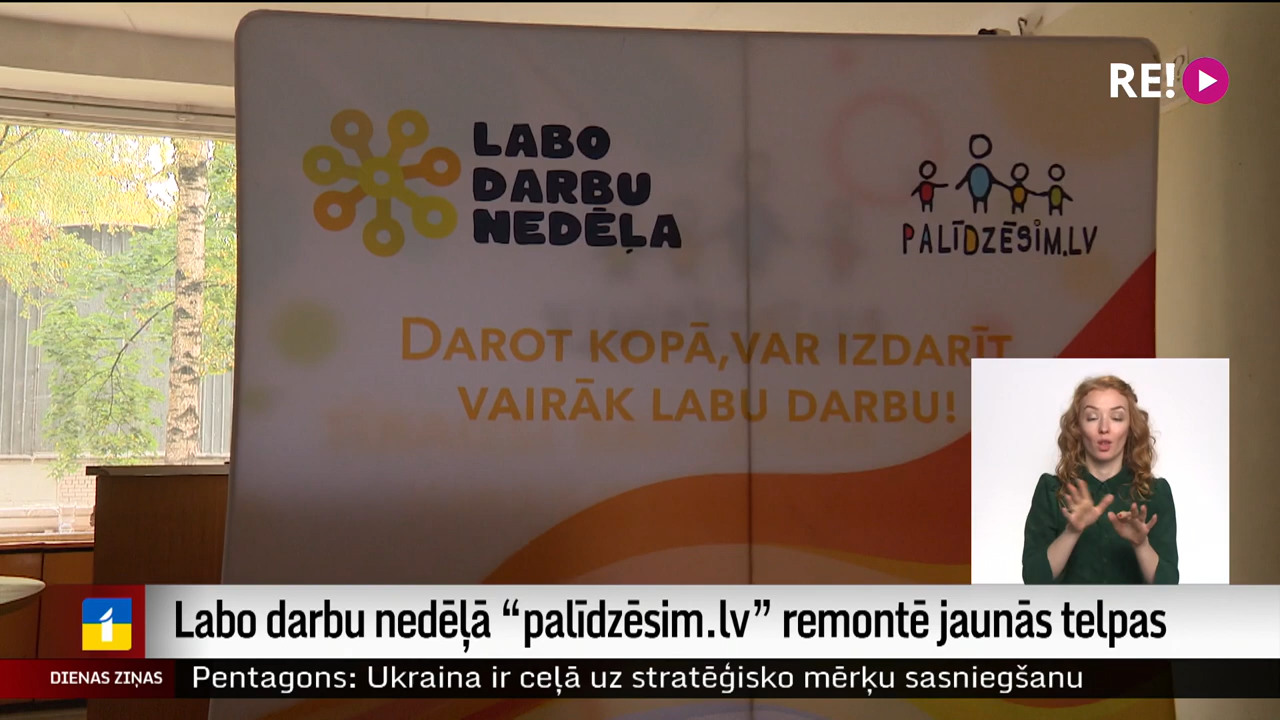 RE!
LABO
DARBU
NEDĒĻA
PALĪDZĒSIM.LV
DAROT KOPĀ, VAR IZDARĪT
VAIRĀK LABU DARBU!
1
Labo darbu nedēļā “palīdzēsim.lv” remontē jaunās telpas
DIENAS ZIŅAS
Pentagons: Ukraina ir ceļā uz stratēģisko mērķu sasniegšanu